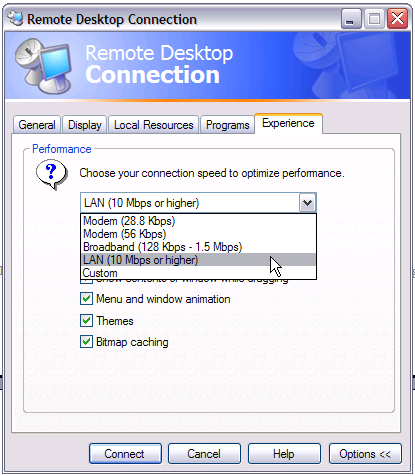 Remote Desktop Connection
Remote Desktop
Connection
General Display Local Resources Programs Experience
Performance
Choose your connection speed to optimize performance.
LAN (10 Mbps or higher)
Modem (28.8 Kbps)
Modem (56 Kbps)
Broadband (128 Kbps - 1.5 Mbps)
LAN (10 Mbps or higher)
Custom
Show contents of window while dragging
Menu and window animation
Themes
Bitmap caching
Connect Cancel Help Options <<